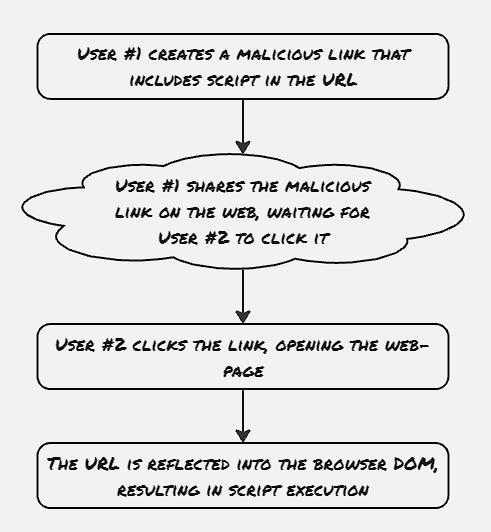 User #1 creates a malicious link that
includes script in the URL
User #1 shares the malicious
link on the web, waiting for
User #2 to click it
User #2 clicks the link, opening the web-
page
The URL is reflected into the browser DOM,
resulting in script execution